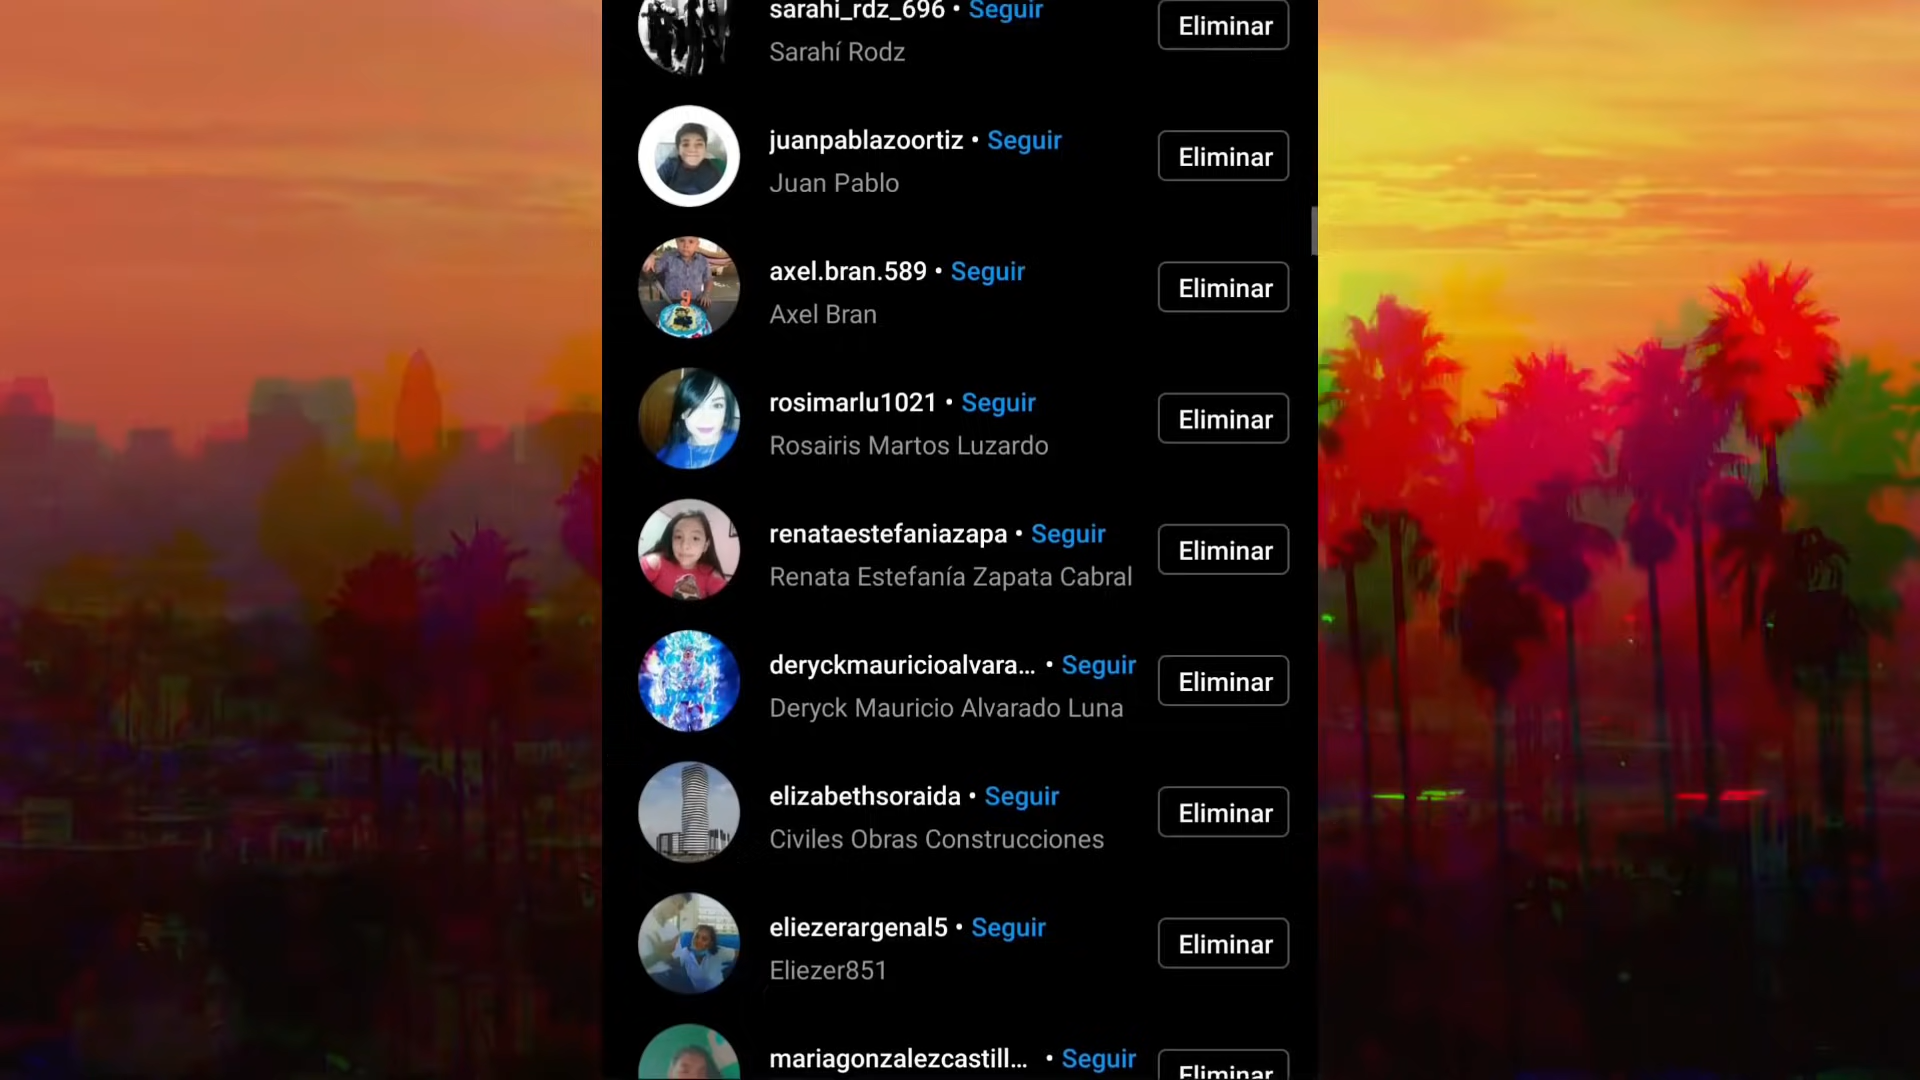 sarahi_rdz_696 • Seguir
Eliminar
Sarahí Rodz
juanpablazoortiz • Seguir
Eliminar
Juan Pablo
axel.bran.589 • Seguir
Eliminar
Axel Bran
rosimarlu1021 • Seguir
Eliminar
Rosairis Martos Luzardo
renataestefaniazapa • Seguir
Eliminar
Renata Estefanía Zapata Cabral
deryckmauricioalvara... • Seguir
Eliminar
Deryck Mauricio Alvarado Luna
elizabethsoraida • Seguir
Eliminar
Civiles Obras Construcciones
eliezerargenal5 • Seguir
Eliminar
Eliezer851
mariagonzalezcastill... • Seguir
Eliminar